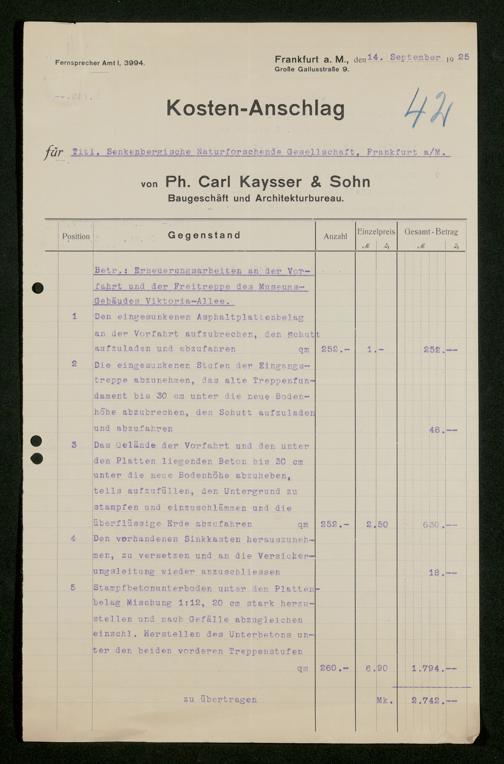 Fernsprecher Amt I, 3994.
Frankfurt a. M., den 14. September 1925
Große Gallusstraße 9.
Kosten-Anschlag
42
für Titl. Senkenbergische Naturforschende Gesellschaft, Frankfurt a/M.
von Ph. Carl Kaysser & Sohn
Baugeschäft und Architekturbureau.
Position Gegenstand Anzahl Einzelpreis Gesamt-Betrag
Betr.: Erneuerungsarbeiten an der Vor-
fahrt und der Freitreppe des Museums-
Gebäudes Viktoria-Allee.
1 Den eingesunkenen Asphaltplattenbelag
an der Vorfahrt aufzubrechen, den Schutt
aufzuladen und abzufahren qm 252.- 1.- 252.--
2 Die eingesunkenen Stufen der Eingangs-
treppe abzunehmen, das alte Treppenfun-
dament bis 30 cm unter die neue Boden-
höhe abzubrechen, den Schutt aufzuladen
und abzufahren 48.--
3 Das Gelände der Vorfahrt und den unter
den Platten liegenden Beton bis 20 cm
unter die neue Bodenhöhe abzuheben,
teils aufzufüllen, den Untergrund zu
stampfen und einzuschlämmen und die
überflüssige Erde abzufahren qm 252.- 2.50 630.--
4 Den vorhandenen Sinkkasten herauszuneh-
men, zu versetzen und an die Versicker-
ungsleitung wieder anzuschliessen 18.--
5 Stampfbetonunterboden unter den Platten-
belag Mischung 1:12, 20 cm stark herzu-
stellen und nach Gefälle abzugleichen
einschl. Herstellen des Unterbetons un-
ter den beiden vorderen Treppenstufen
qm 260.- 6.90 1.794.--
zu übertragen Mk. 2.742.--